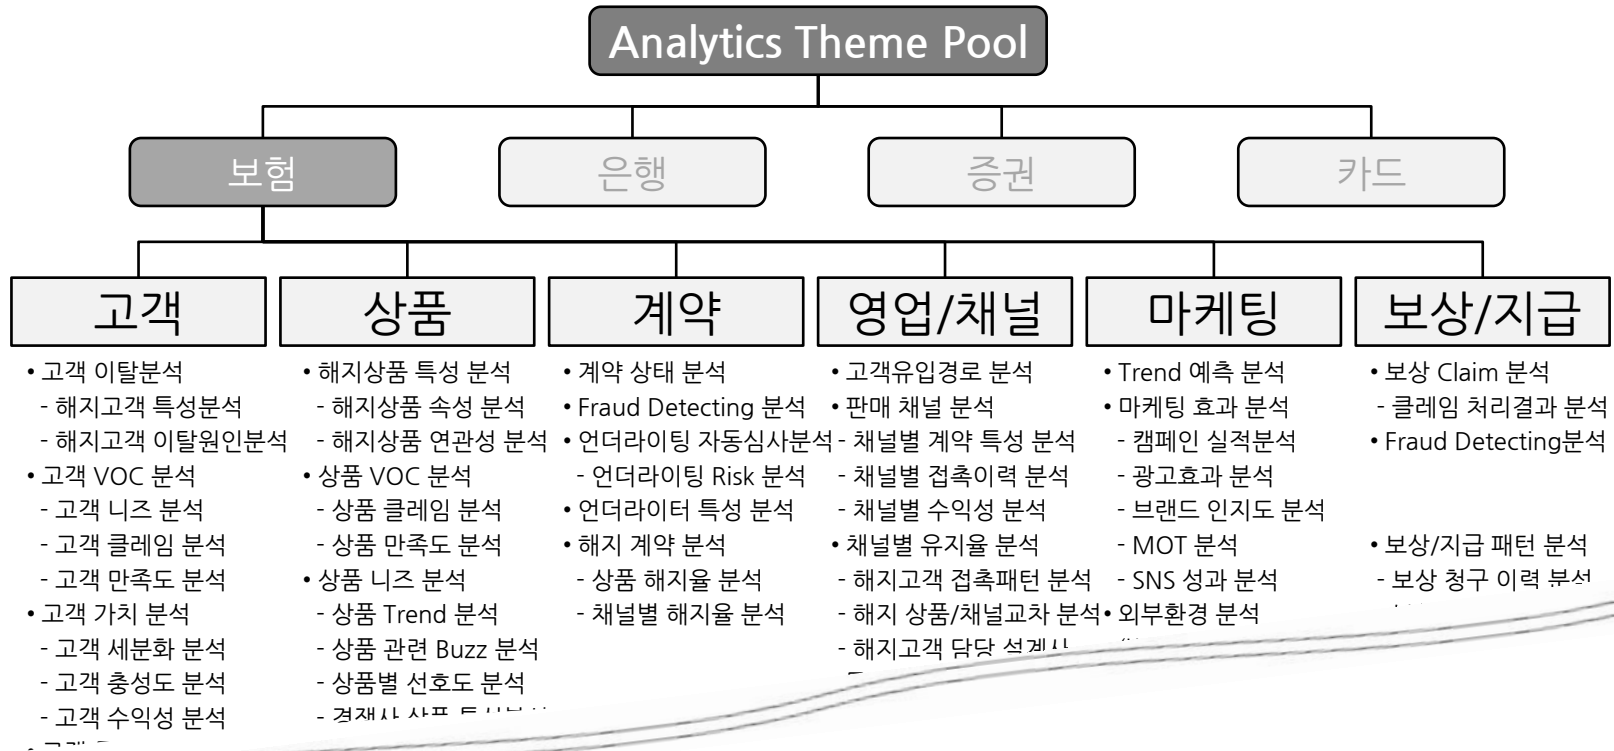 Analytics Theme Pool
보험
은행
증권
카드
고객
• 고객 이탈분석
- 해지고객 특성분석
- 해지고객 이탈원인분석
• 고객 VOC 분석
- 고객 니즈 분석
- 고객 클레임 분석
- 고객 만족도 분석
• 고객 가치 분석
- 고객 세분화 분석
- 고객 충성도 분석
- 고객 수익성 분석
• 고객
상품
• 해지상품 특성 분석
- 해지상품 속성 분석
- 해지상품 연관성 분석
• 상품 VOC 분석
- 상품 클레임 분석
- 상품 만족도 분석
• 상품 니즈 분석
- 상품 Trend 분석
- 상품 관련 Buzz 분석
- 상품별 선호도 분석
- 경쟁사 상품
계약
• 계약 상태 분석
• Fraud Detecting 분석
• 언더라이팅 자동심사분석
- 언더라이팅 Risk 분석
• 언더라이터 특성 분석
• 해지 계약 분석
- 상품 해지율 분석
- 채널별 해지율 분석
영업/채널
• 고객유입경로 분석
• 판매 채널 분석
- 채널별 계약 특성 분석
- 채널별 접촉이력 분석
- 채널별 수익성 분석
• 채널별 유지율 분석
- 해지고객 접촉패턴 분석
- 해지 상품/채널교차 분석
- 해지고객 담당 설계사
마케팅
• Trend 예측 분석
• 마케팅 효과 분석
- 캠페인 실적분석
- 광고효과 분석
- 브랜드 인지도 분석
- MOT 분석
- SNS 성과 분석
• 외부환경 분석
보상/지급
• 보상 Claim 분석
- 클레임 처리결과 분석
• Fraud Detecting분석
• 보상/지급 패턴 분석
- 보상 청구 이력 분석